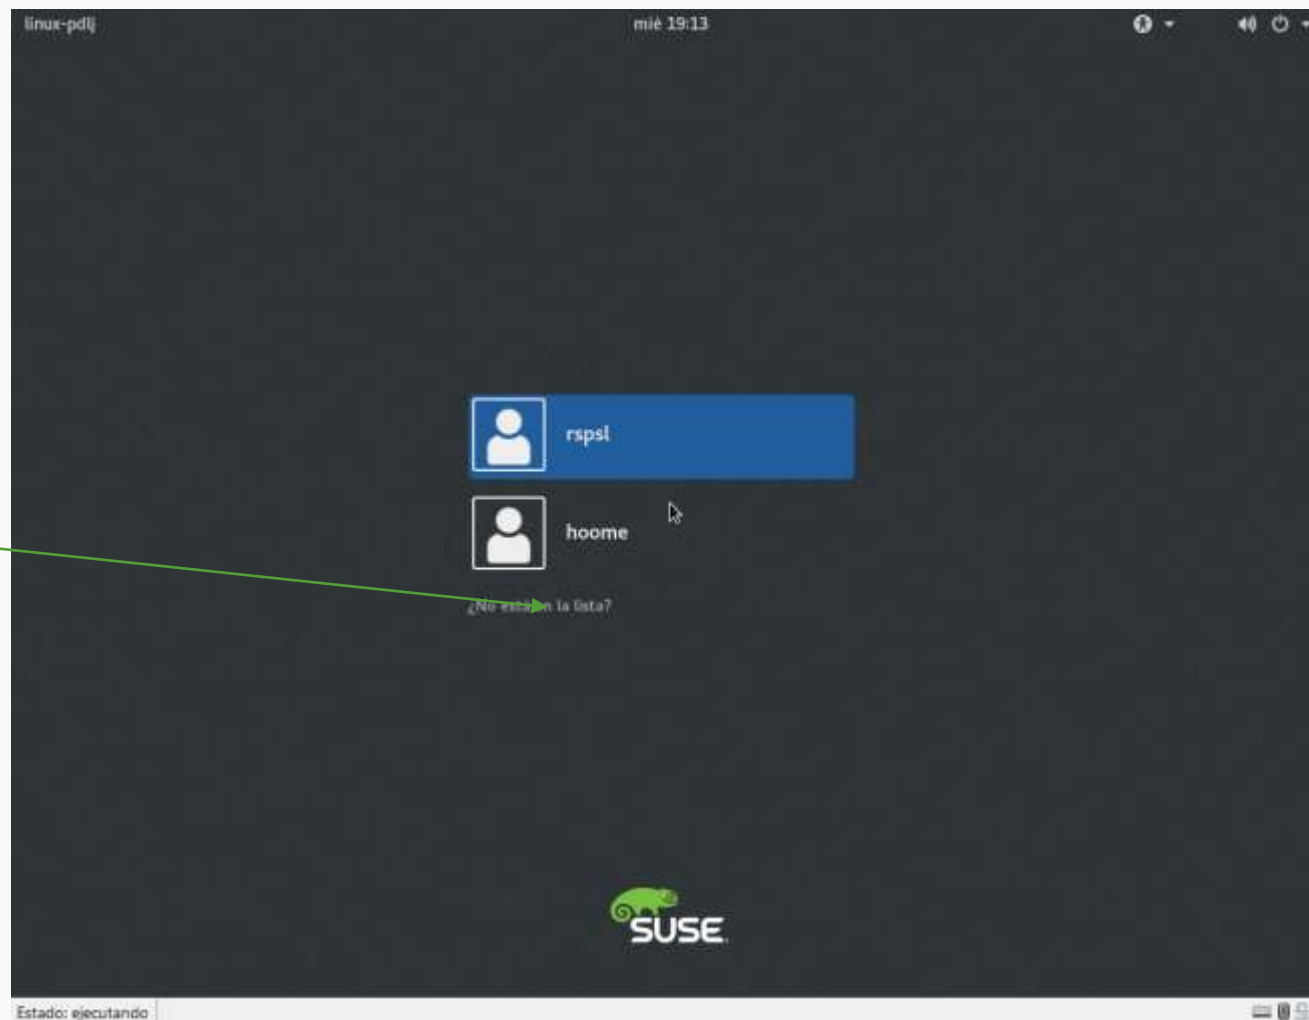 linux-pdlj
mié 19:13
rspsl
hoome
¿No está en la lista?
SUSE
Estado: ejecutando